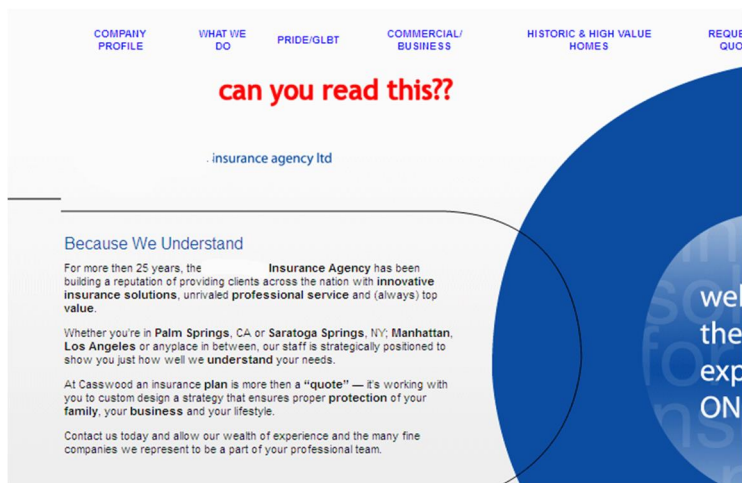 COMPANY PROFILE
WHAT WE DO
PRIDE/GLBT
COMMERCIAL/ BUSINESS
HISTORIC & HIGH VALUE HOMES
can you read this??
insurance agency ltd
Because We Understand
For more then 25 years, the Insurance Agency has been
building a reputation of providing clients across the nation with innovative
insurance solutions, unrivaled professional service and (always) top
value.
Whether you're in Palm Springs, CA or Saratoga Springs, NY; Manhattan,
Los Angeles or anyplace in between, our staff is strategically positioned to
show you just how well we understand your needs.
At Casswood an insurance plan is more then a “quote” — it's working with
you to custom design a strategy that ensures proper protection of your
family, your business and your lifestyle.
Contact us today and allow our wealth of experience and the many fine
companies we represent to be a part of your professional team.
the
ON